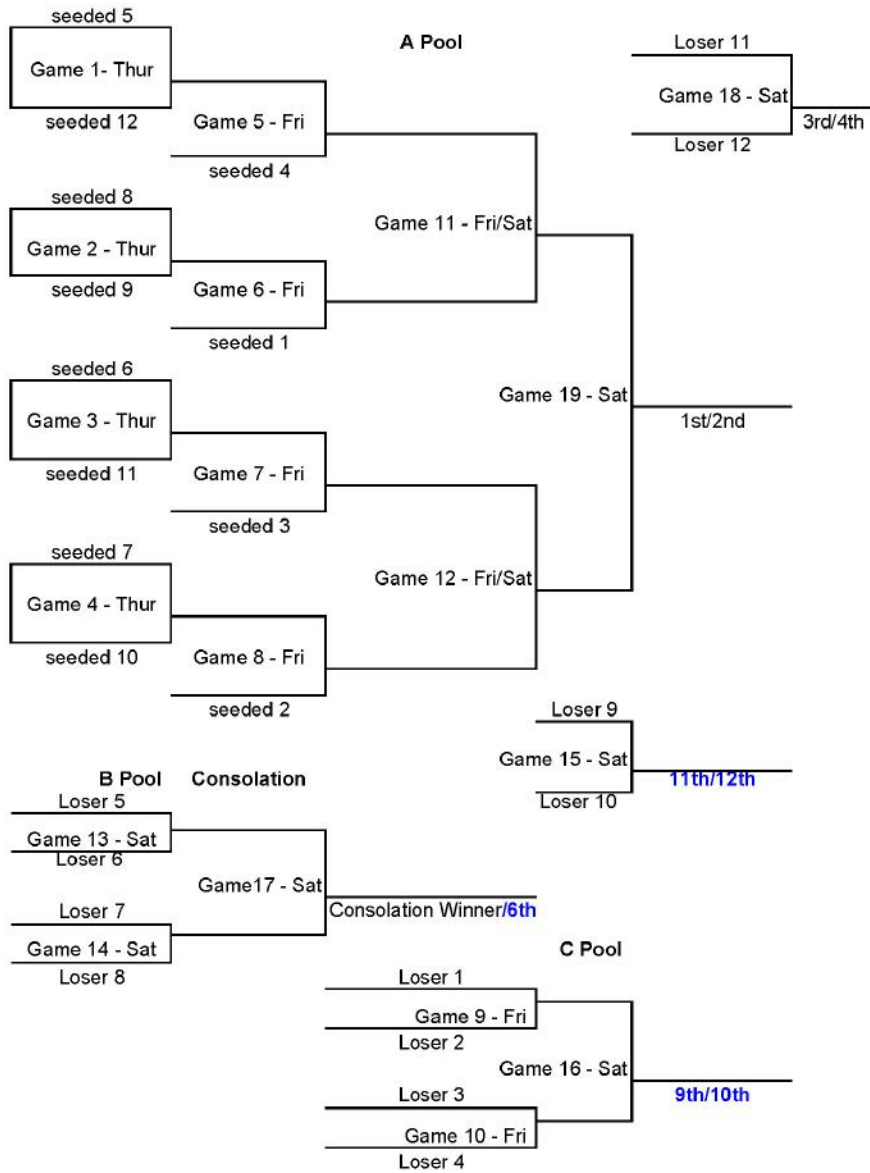 seeded 5
A Pool
Loser 11
Game 1- Thur
Game 18 - Sat
seeded 12
Game 5 - Fri
3rd/4th
Loser 12
seeded 4
seeded 8
Game 11 - Fri/Sat
Game 2 - Thur
seeded 9
Game 6 - Fri
seeded 1
seeded 6
Game 19 - Sat
Game 3 - Thur
1st/2nd
seeded 11
Game 7 - Fri
seeded 3
seeded 7
Game 12 - Fri/Sat
Game 4 - Thur
seeded 10
Game 8 - Fri
seeded 2
Loser 9
Game 15 - Sat
11th/12th
Loser 10
B Pool Consolation
Loser 5
Game 13 - Sat
Loser 6
Game17 - Sat
Consolation Winner/6th
Loser 7
Game 14 - Sat
Loser 8
C Pool
Loser 1
Game 9 - Fri
Loser 2
Game 16 - Sat
9th/10th
Loser 3
Game 10 - Fri
Loser 4